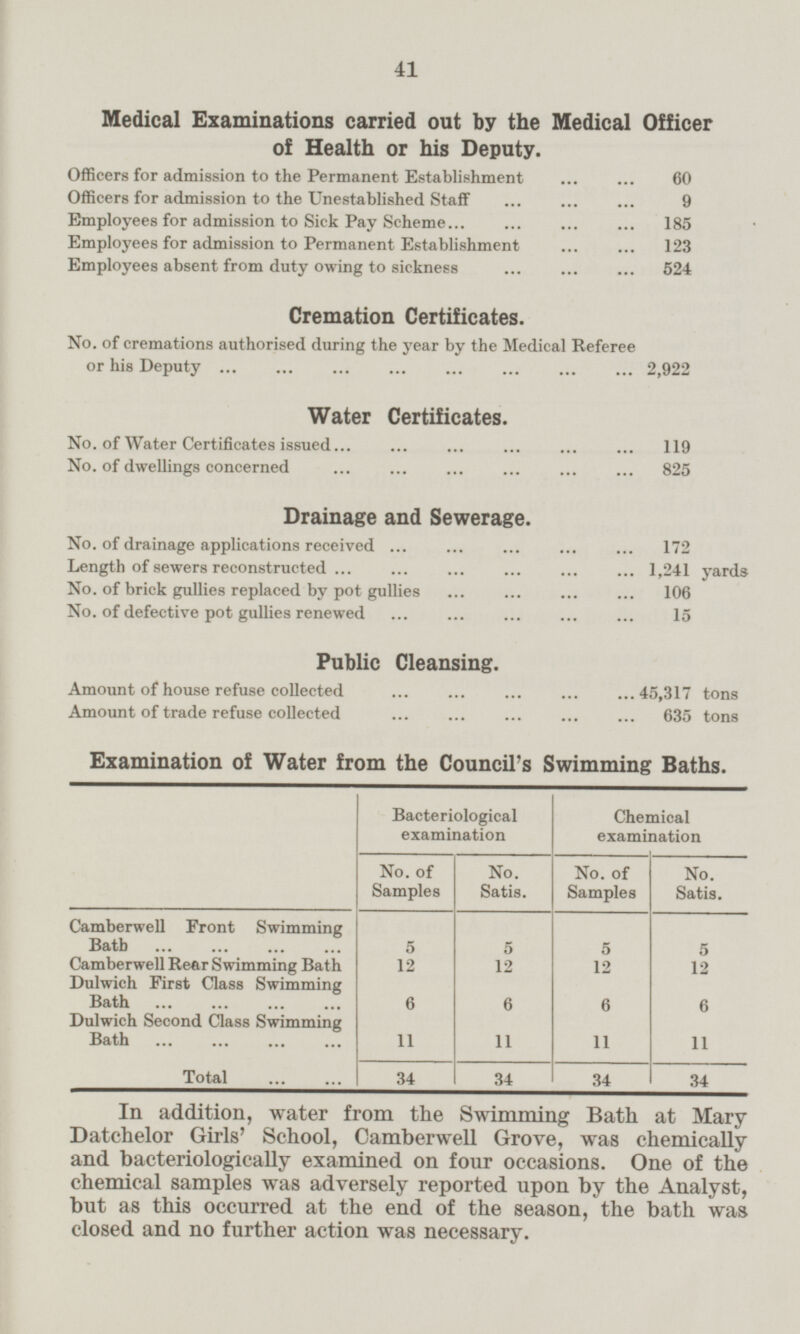 41
Medical Examinations carried out by the Medical Officer
of Health or his Deputy.
Officers for admission to the Permanent Establishment ... ... 60
Officers for admission to the Unestablished Staff ... ... ... 9
Employees for admission to Sick Pay Scheme... ... ... ... 185
Employees for admission to Permanent Establishment ... ... 123
Employees absent from duty owing to sickness ... ... ... 524
Cremation Certificates.
No. of cremations authorised during the year by the Medical Referee
or his Deputy ... ... ... ... ... ... ... ... 2,922
Water Certificates.
No. of Water Certificates issued... ... ... ... ... ... 119
No. of dwellings concerned ... ... ... ... ... ... 825
Drainage and Sewerage.
No. of drainage applications received ... ... ... ... ... 172
Length of sewers reconstructed ... ... ... ... ... ... 1,241 yards
No. of brick gullies replaced by pot gullies ... ... ... ... 106
No. of defective pot gullies renewed ... ... ... ... ... 15
Public Cleansing.
Amount of house refuse collected ... ... ... ... ... 45,317 tons
Amount of trade refuse collected ... ... ... ... ... 635 tons
Examination of Water from the Council's Swimming Baths.
Bacteriological Chemical
examination examination
No. of No. No. of No.
Samples Satis. Samples Satis.
Camberwell Front Swimming
Bath ... ... ... ... 5 5 5 5
Camberwell Rear Swimming Bath 12 12 12 12
Dulwich First Class Swimming
Bath ... ... ... ... 6 6 6 6
Dulwich Second Class Swimming
Bath ... ... ... ... 11 11 11 11
Total ... ... 34 34 34 34
In addition, water from the Swimming Bath at Mary
Datchelor Girls' School, Camberwell Grove, was chemically
and bacteriologically examined on four occasions. One of the
chemical samples was adversely reported upon by the Analyst,
but as this occurred at the end of the season, the bath was
closed and no further action was necessary.